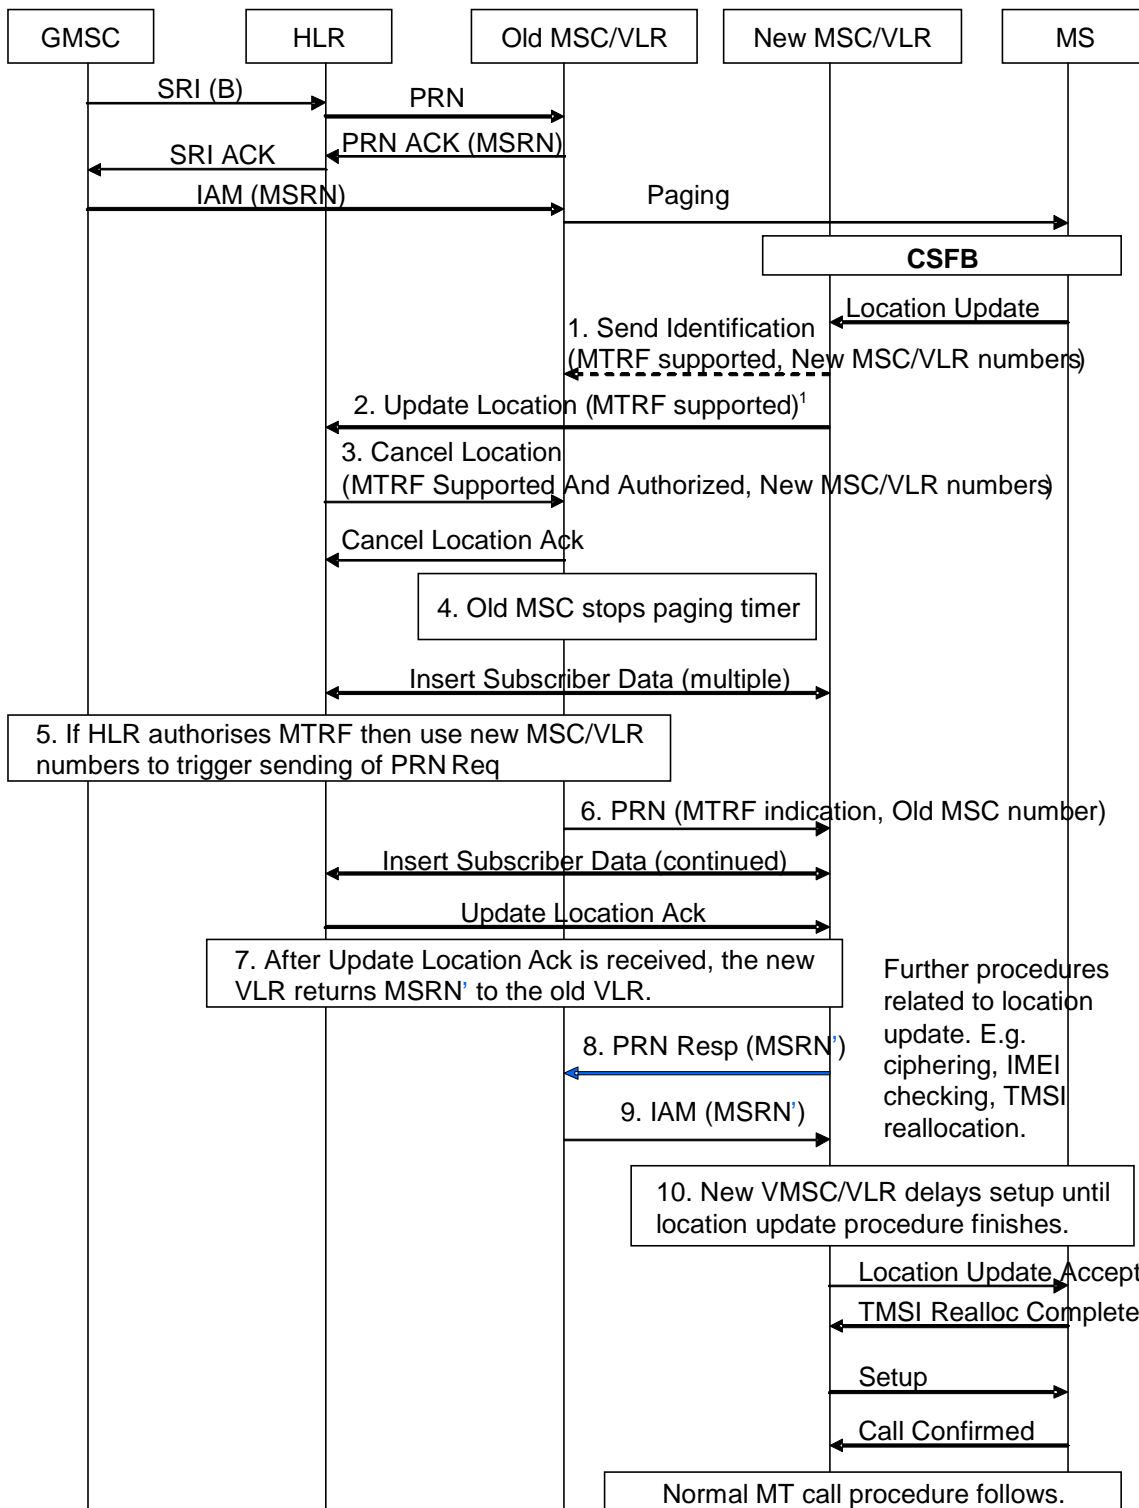 GMSC
HLR
Old MSC/VLR
New MSC/VLR
MS
SRI (B)
PRN
PRN ACK (MSRN)
SRI ACK
IAM (MSRN)
Paging
CSFB
Location Update
1. Send Identification
(MTRF supported, New MSC/VLR numbers)
2. Update Location (MTRF supported)¹
3. Cancel Location
(MTRF Supported And Authorized, New MSC/VLR numbers)
Cancel Location Ack
4. Old MSC stops paging timer
Insert Subscriber Data (multiple)
5. If HLR authorises MTRF then use new MSC/VLR
numbers to trigger sending of PRN Req
6. PRN (MTRF indication, Old MSC number)
Insert Subscriber Data (continued)
Update Location Ack
7. After Update Location Ack is received, the new
VLR returns MSRN’ to the old VLR.
Further procedures
related to location
update. E.g.
ciphering, IMEI
checking, TMSI
reallocation.
8. PRN Resp (MSRN’)
9. IAM (MSRN’)
10. New VMSC/VLR delays setup until
location update procedure finishes.
Location Update Accept
TMSI Realloc Complete
Setup
Call Confirmed
Normal MT call procedure follows.